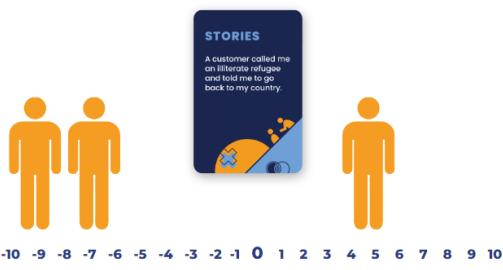 STORIES
A customer called me
an illiterate refugee
and told me to go
back to my country.
-10 -9 -8 -7 -6 -5 -4 -3 -2 -1 0 1 2 3 4 5 6 7 8 9 10